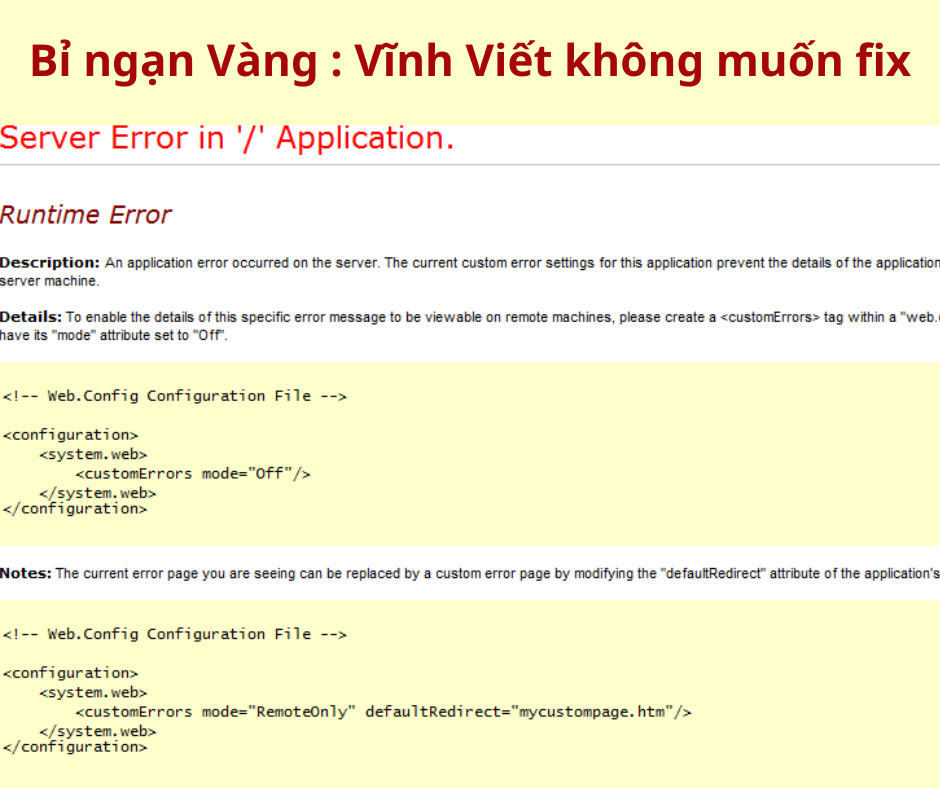 Bỉ ngạn Vàng : Vĩnh Viết không muốn fix
Server Error in '/' Application.
Runtime Error
Description: An application error occurred on the server. The current custom error settings for this application prevent the details of the application
server machine.
Details: To enable the details of this specific error message to be viewable on remote machines, please create a <customErrors> tag within a "web.
have its "mode" attribute set to "Off".
<!-- Web.Config Configuration File -->
<configuration>
    <system.web>
        <customErrors mode="Off"/>
    </system.web>
</configuration>
Notes: The current error page you are seeing can be replaced by a custom error page by modifying the "defaultRedirect" attribute of the application's
<!-- Web.Config Configuration File -->
<configuration>
    <system.web>
        <customErrors mode="RemoteOnly" defaultRedirect="mycustompage.htm"/>
    </system.web>
</configuration>